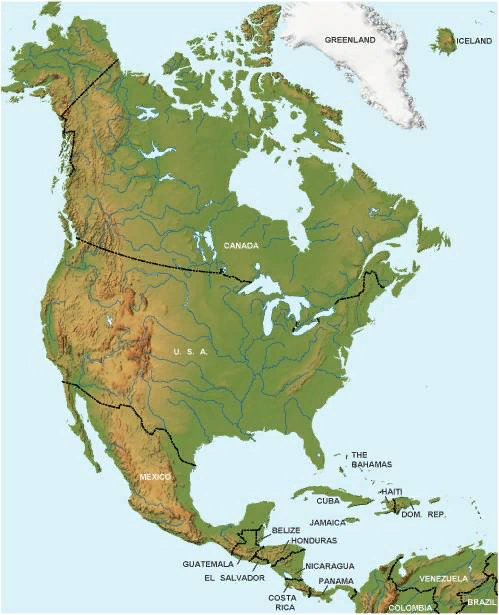 GREENLAND
ICELAND
CANADA
U. S. A.
THE
BAHAMAS
MEXICO
CUBA
HAITI
DOM. REP.
JAMAICA
BELIZE
HONDURAS
GUATEMALA
NICARAGUA
EL SALVADOR
PANAMA
VENEZUELA
COSTA
RICA
COLOMBIA
BRAZIL